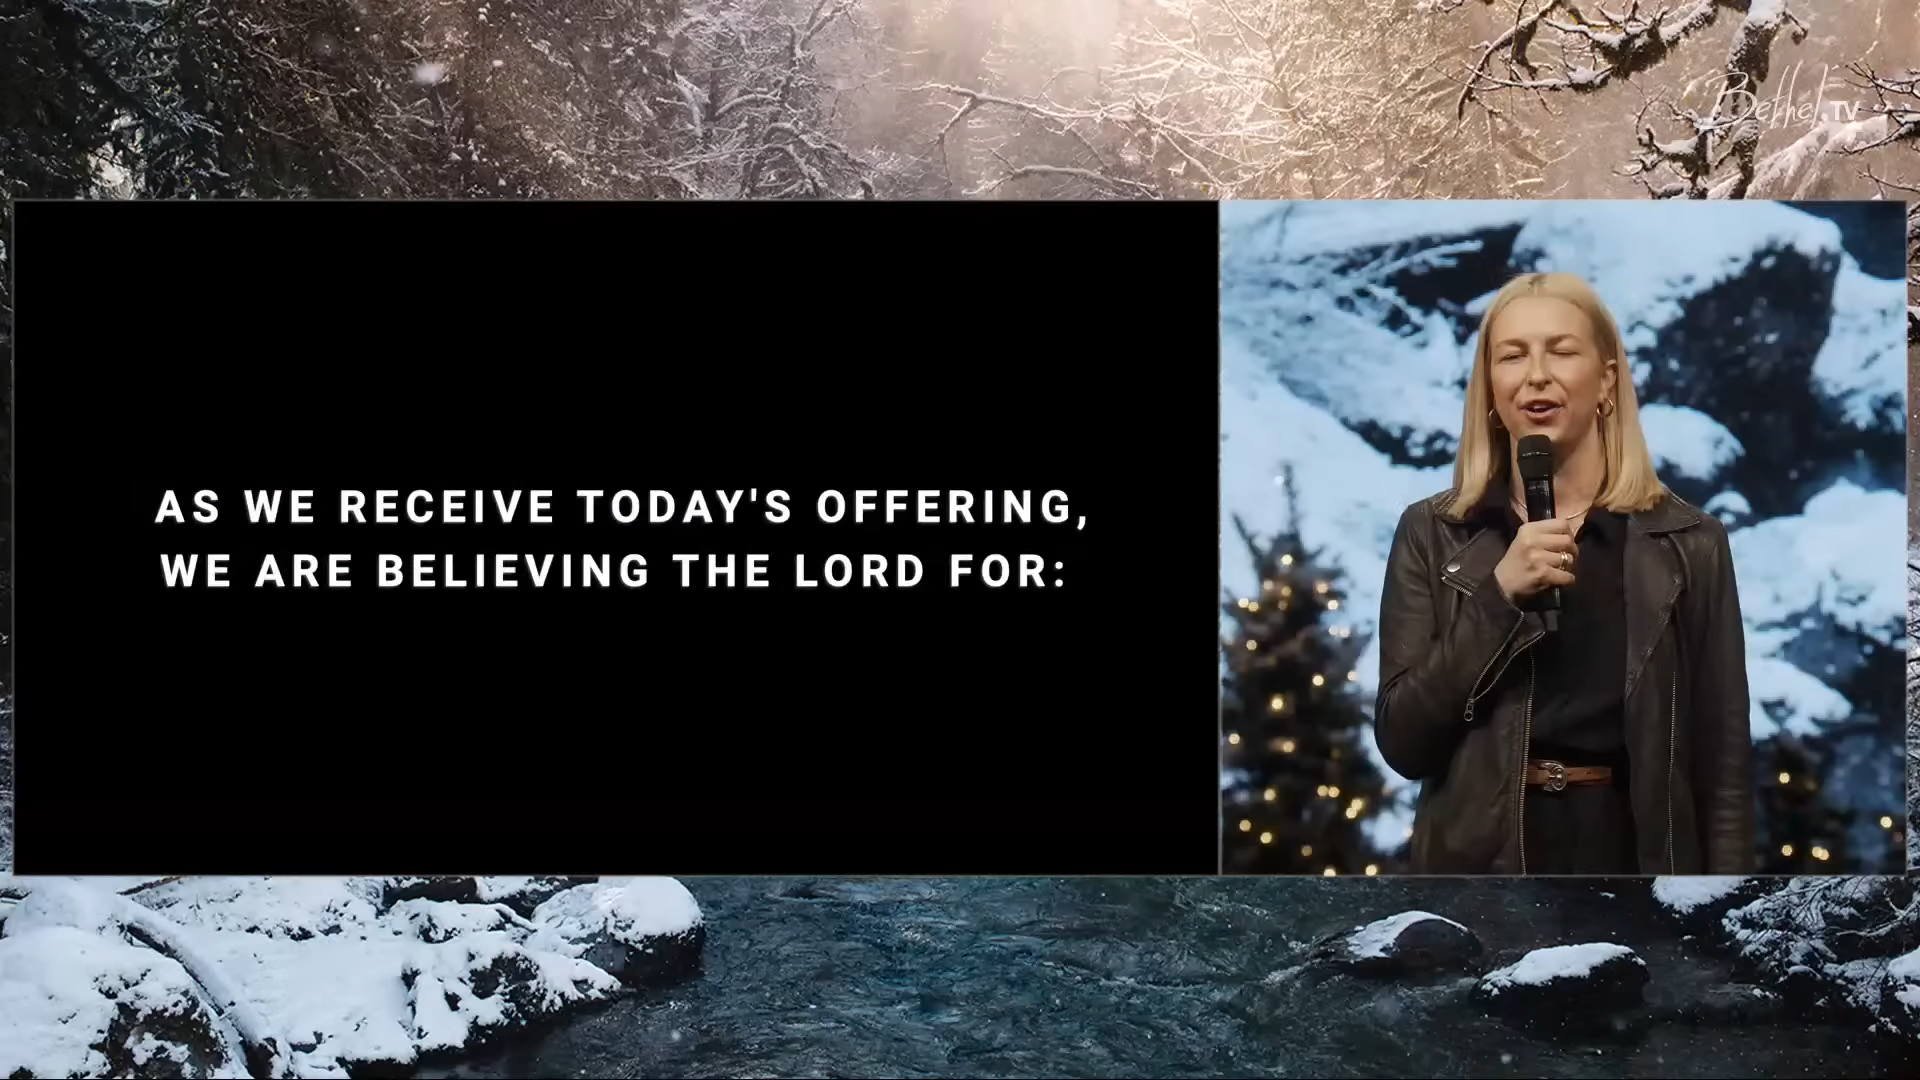 Bethel.TV
AS WE RECEIVE TODAY'S OFFERING,
WE ARE BELIEVING THE LORD FOR: